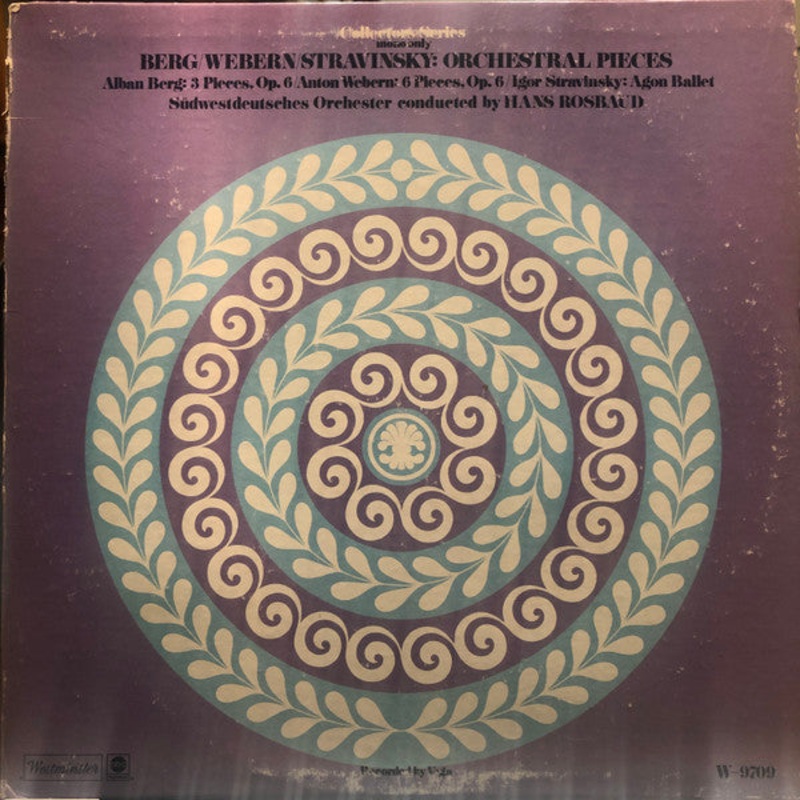 Collectors Series
mono only
BERG/WEBERN/STRAVINSKY: ORCHESTRAL PIECES
Alban Berg: 3 Pieces, Op. 6/Anton Webern: 6 Pieces, Op. 6/Igor Stravinsky: Agon Ballet
Südwestdeutsches Orchester conducted by HANS ROSBAUD
Westminster
abc
Recorded by Vega
W-9709